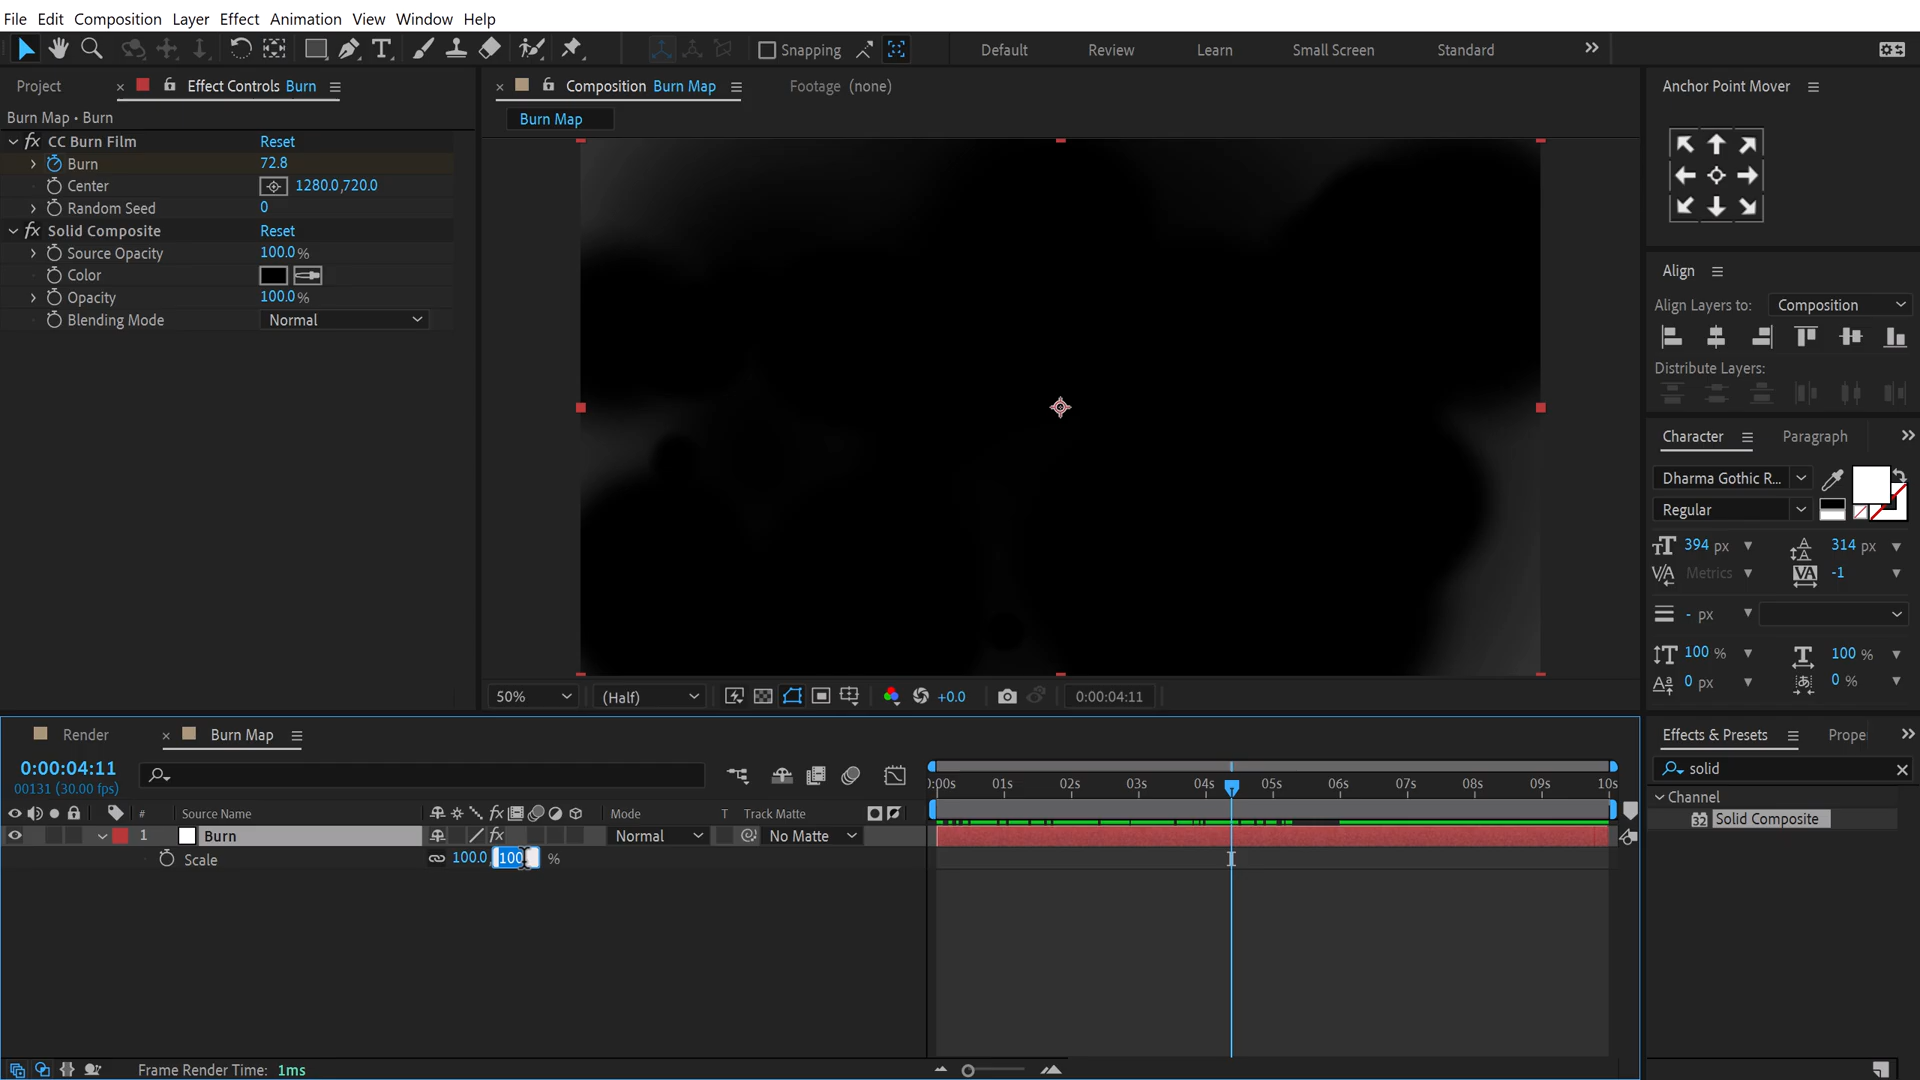 File Edit Composition Layer Effect Animation View Window Help
Snapping Default Review Learn Small Screen Standard
Project Effect Controls Burn
Burn Map • Burn
fx CC Burn Film Reset
Burn 72.8
Center 1280.0,720.0
Random Seed 0
fx Solid Composite Reset
Source Opacity 100.0 %
Color
Opacity 100.0 %
Blending Mode Normal
Composition Burn Map Footage (none)
Burn Map
50% (Half) +0.0 0:00:04:11
Anchor Point Mover
Align
Align Layers to: Composition
Distribute Layers:
Character Paragraph
Dharma Gothic R...
Regular
394 px 314 px
Metrics -1
- px
100 % 100 %
0 px 0 %
Render Burn Map
0:00:04:11
00131 (30.00 fps)
:00s 01s 02s 03s 04s 05s 06s 07s 08s 09s 10s
# Source Name Mode T Track Matte
1 Burn Normal No Matte
Scale 100.0, 100 %
Frame Render Time: 1ms
Effects & Presets Prope
solid
Channel
32 Solid Composite